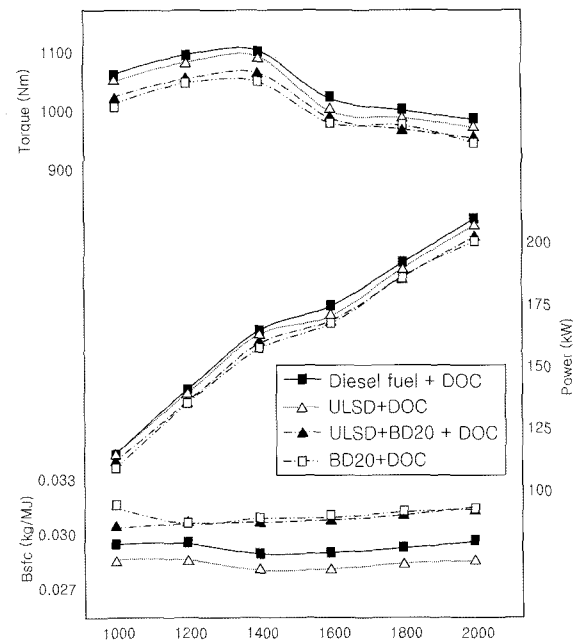 1100
1000
900
Torque (Nm)
200
175
150
125
100
Power (kW)
Diesel fuel + DOC
ULSD+DOC
ULSD+BD20 + DOC
BD20+DOC
0.033
0.030
0.027
Bsfc (kg/MJ)
1000 1200 1400 1600 1800 2000